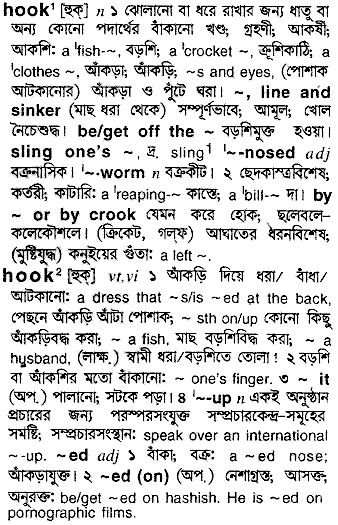 hook¹ [হুক্] n ১ ঝোলানো বা ধরে রাখার জন্য ধাতু বা
অন্য কোনো পদার্থের বাঁকানো খণ্ড; গ্রহণী; আকর্ষী;
আকশি: a ˈfish-~, বড়শি; a ˈcrocket ~, ক্রূশিকাঠি; a
ˈclothes ~, আঁকড়া; আঁকড়ি; ~s and eyes, (পোশাক
আটকানোর) আঁকড়া ও পুঁটে ঘরা। ~, line and
sinker (মাছ ধরা থেকে) সম্পূর্ণভাবে; আমূল; খোল
নৈচেশুদ্ধ। be/get off the ~ বড়শিমুক্ত হওয়া।
sling one's ~, দ্র. sling¹ ˈ~-nosed adj
বক্রনাসিক। ˈ~-worm n বক্রকীট। ২ ছেদকাস্ত্রবিশেষ;
কর্তরী; কাটারি: a ˈreaping-~ কাস্তে; a ˈbill-~ দা। by
~ or by crook যেমন করে হোক; ছলেবলে-
কলেকৌশলে। (ক্রিকেট, গল্‌ফ) আঘাতের ধরনবিশেষ;
(মুষ্টিযুদ্ধ) কনুইয়ের গুঁতা: a left ~.
hook² [হুক্] vt,vi ১ আঁকড়ি দিয়ে ধরা/ বাঁধা/
আটকানো: a dress that ~s/is ~ed at the back,
পেছনে আঁকড়ি আঁটা পোশাক; ~ sth on/up কোনো কিছু
আঁকড়িবদ্ধ করা; ~ a fish, মাছ বড়শিবিদ্ধ করা; ~ a
husband, (লাক্ষ.) স্বামী ধরা/বড়শিতে তোলা। ২ বড়শি
বা আঁকশির মতো বাঁকানো: ~ one's finger. ৩ ~ it
(অপ.) পালানো; সটকে পড়া। ৪ ˈ~-up n একই অনুষ্ঠান
প্রচারের জন্য পরস্পরসংযুক্ত সম্প্রচারকেন্দ্র-সমূহের
সমষ্টি; সম্প্রচারসংস্থান: speak over an international
~-up. ~ed adj ১ বাঁকা; বক্র: a ~ed nose;
আঁকড়াযুক্ত। ২ ~ed (on) (অপ.) নেশাগ্রস্ত; আসক্ত;
অনুরক্ত: be/get ~ed on hashish. He is ~ed on
pornographic films.